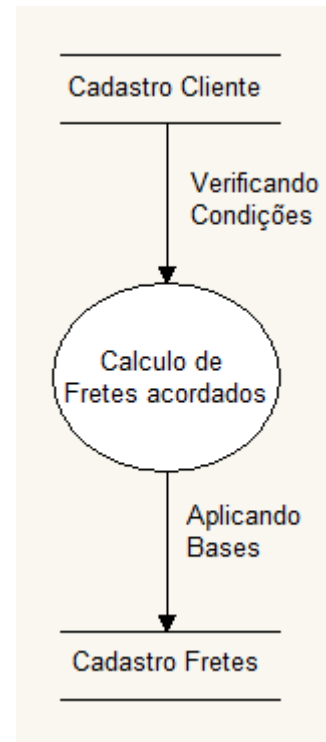 Cadastro Cliente
Verificando
Condições
Calculo de
Fretes acordados
Aplicando
Bases
Cadastro Fretes